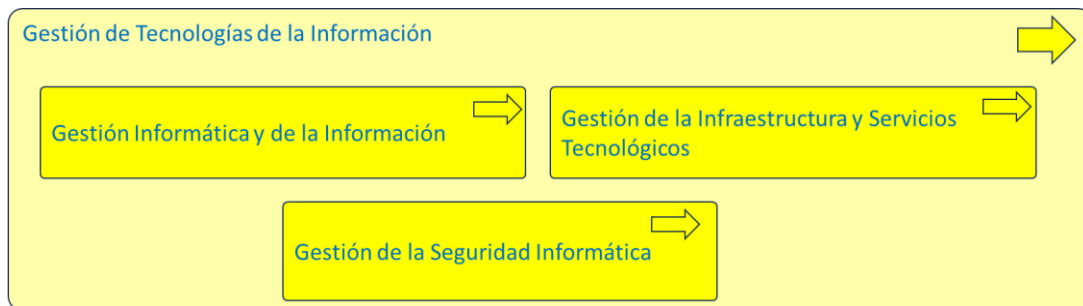 Gestión de Tecnologías de la Información
Gestión Informática y de la Información
Gestión de la Infraestructura y Servicios
Tecnológicos
Gestión de la Seguridad Informática